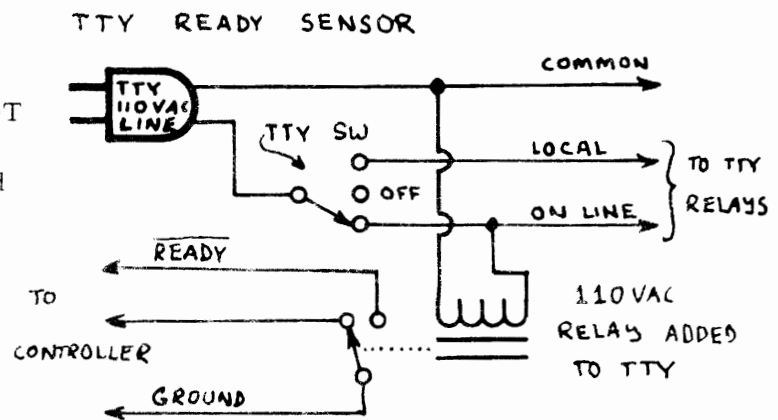 TTY READY SENSOR
COMMON
TTY
110VAC
LINE
TTY SW
LOCAL
OFF
TO TTY
RELAYS
ON LINE
READY
TO
CONTROLLER
110VAC
RELAY ADDED
TO TTY
GROUND